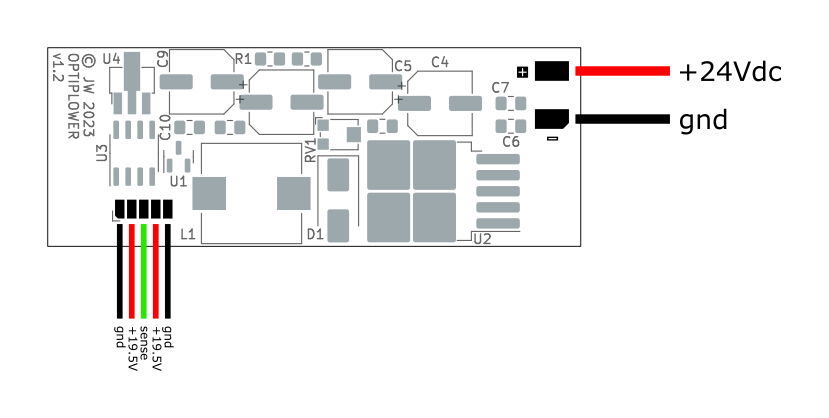 © JW 2023
OPTIPLOWER
v1.2
U4
C9
R1
C5
C4
+
+
+
C7
+24Vdc
gnd
C10
U3
U1
RV1
C6
L1
D1
U2
gnd
+19.5V
sense
+19.5V
gnd